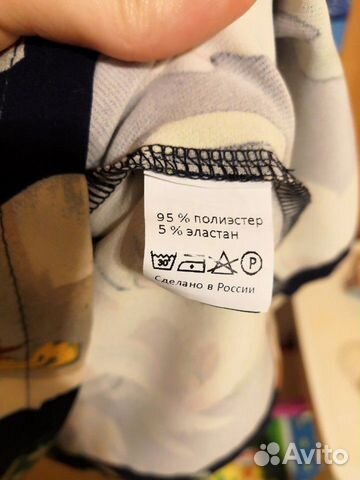 95 % полиэстер
5 % эластан
30° P
Сделано в России
Avito